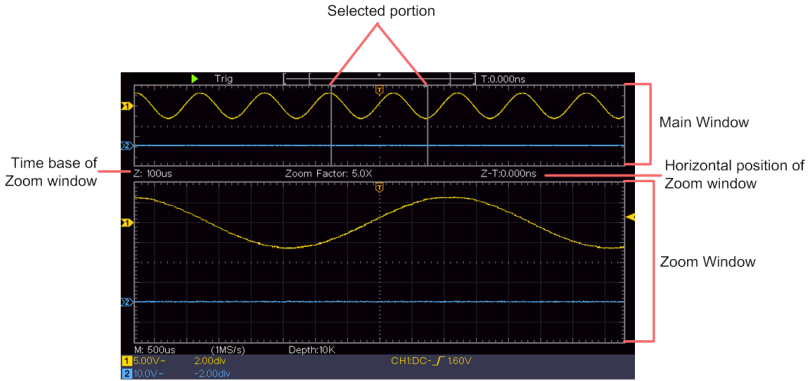 Selected portion
Trig
T:0.000ns
T
1
2
Main Window
Time base of
Zoom window
Z: 100us
Zoom Factor: 5.0X
Z-T:0.000ns
Horizontal position of
Zoom window
T
1
2
Zoom Window
M: 500us (1MS/s) Depth:10K
1 5.00V~ 2.00div CH1:DC- 1.60V
2 10.0V~ -2.00div